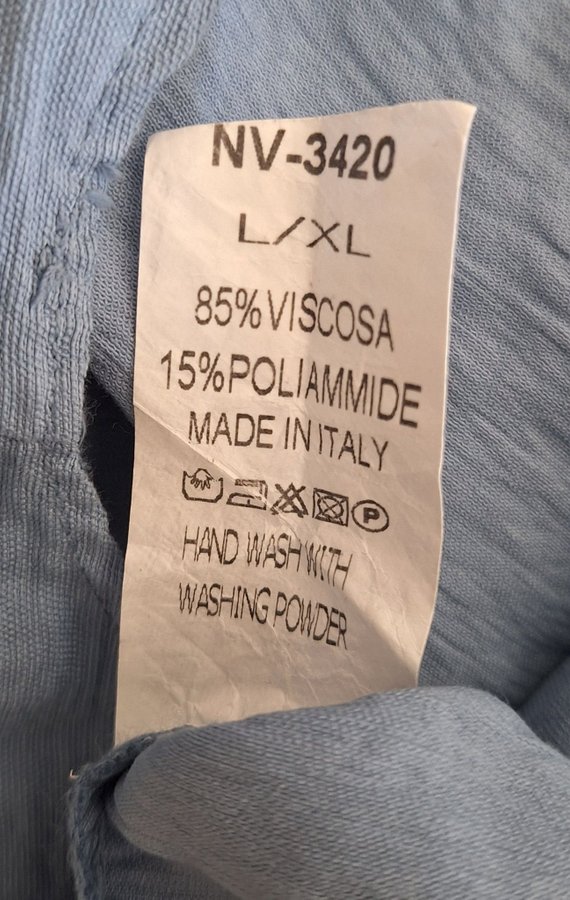 NV-3420
L/XL
85%VISCOSA
15%POLIAMMIDE
MADE IN ITALY
P
HAND WASH WITH
WASHING POWDER